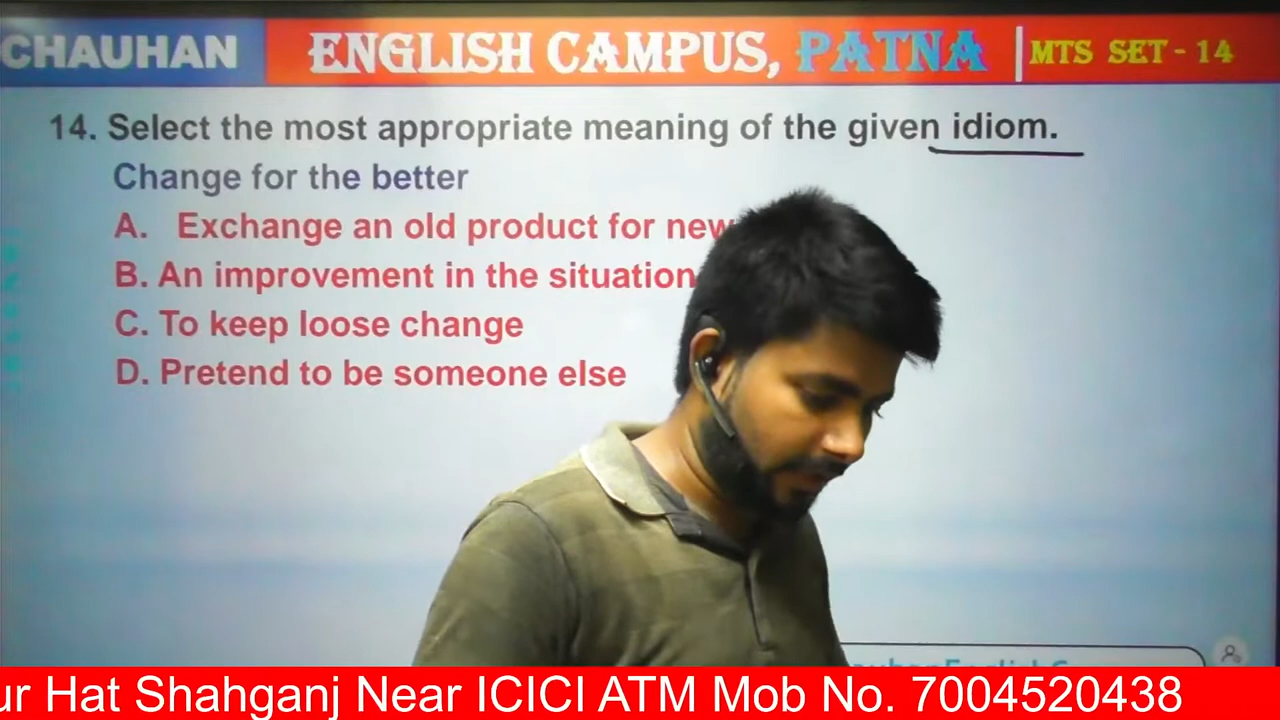 CHAUHAN ENGLISH CAMPUS, PATNA MTS SET - 14
14. Select the most appropriate meaning of the given idiom.
Change for the better
A. Exchange an old product for new
B. An improvement in the situation
C. To keep loose change
D. Pretend to be someone else
Hat Shahganj Near ICICI ATM Mob No. 7004520438